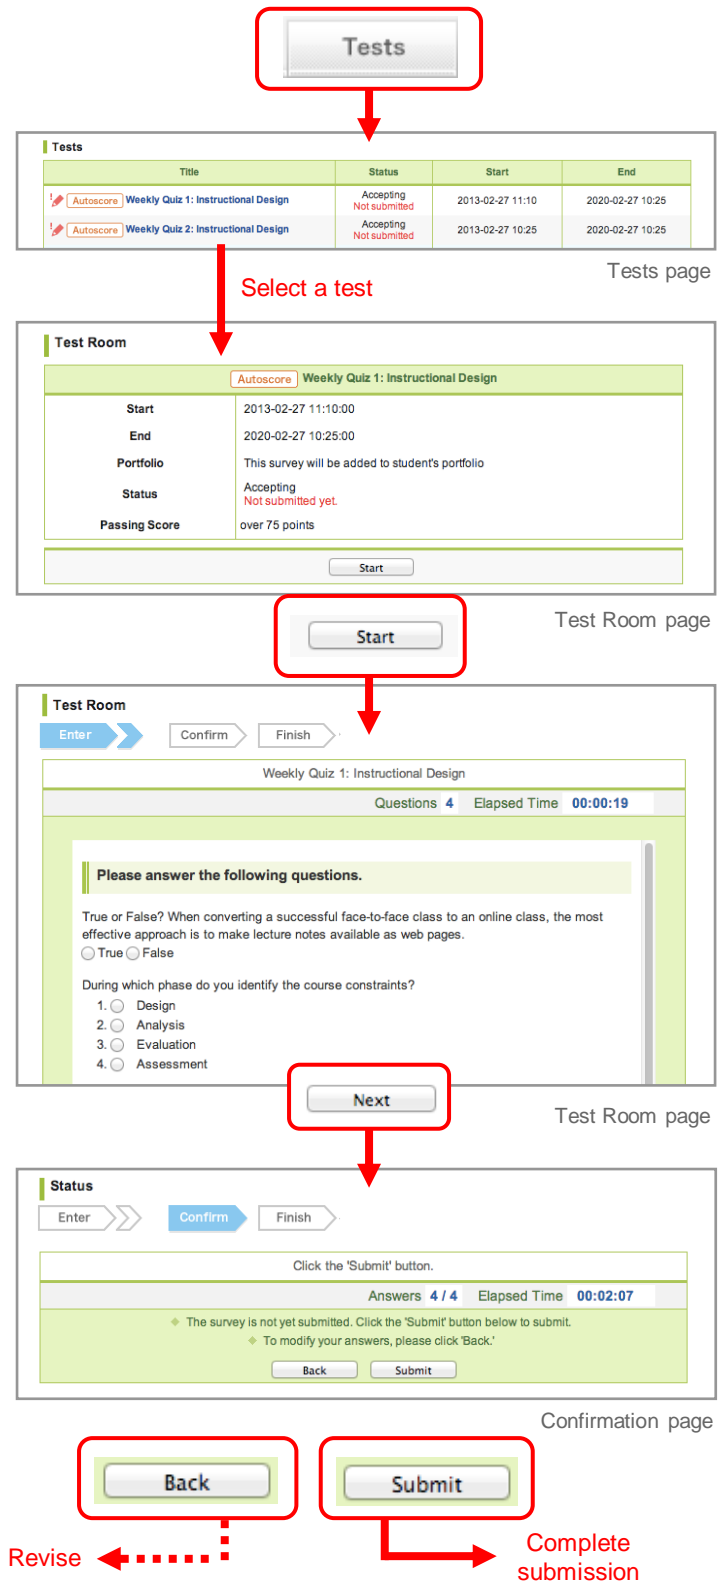 Tests
Tests
Title Status Start End
! Autoscore Weekly Quiz 1: Instructional Design Accepting Not submitted 2013-02-27 11:10 2020-02-27 10:25
! Autoscore Weekly Quiz 2: Instructional Design Accepting Not submitted 2013-02-27 10:25 2020-02-27 10:25
Tests page
Select a test
Test Room
Autoscore Weekly Quiz 1: Instructional Design
Start 2013-02-27 11:10:00
End 2020-02-27 10:25:00
Portfolio This survey will be added to student's portfolio
Status Accepting
Not submitted yet.
Passing Score over 75 points
Start
Test Room page
Start
Test Room
Enter Confirm Finish
Weekly Quiz 1: Instructional Design
Questions 4 Elapsed Time 00:00:19
Please answer the following questions.
True or False? When converting a successful face-to-face class to an online class, the most
effective approach is to make lecture notes available as web pages.
True False
During which phase do you identify the course constraints?
1. Design
2. Analysis
3. Evaluation
4. Assessment
Next
Test Room page
Status
Enter Confirm Finish
Click the 'Submit' button.
Answers 4 / 4 Elapsed Time 00:02:07
The survey is not yet submitted. Click the 'Submit' button below to submit.
To modify your answers, please click 'Back.'
Back Submit
Confirmation page
Back Submit
Revise
Complete
submission